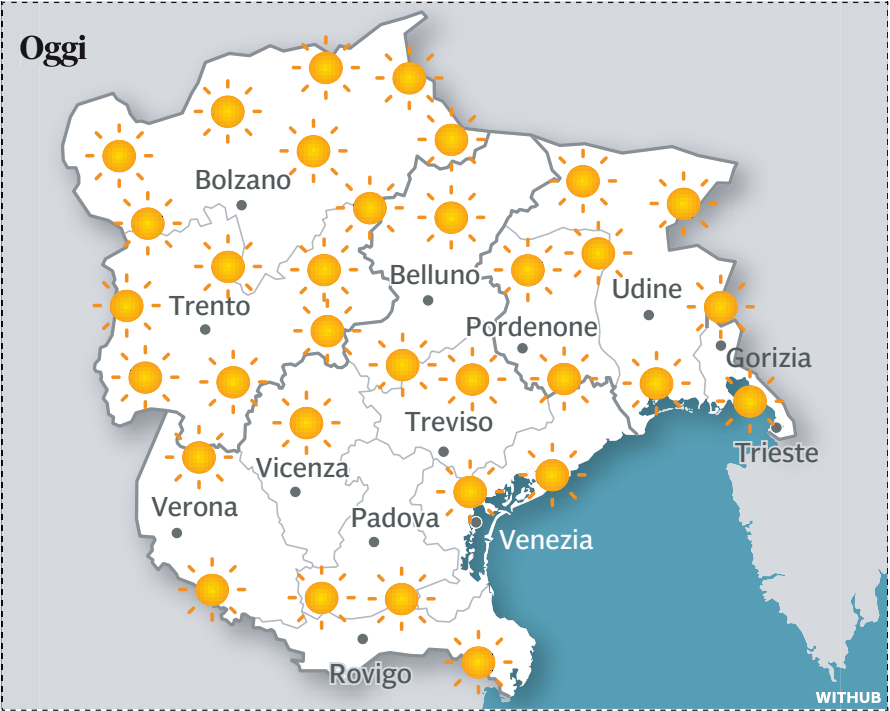 Oggi
Bolzano
Belluno
Udine
Trento
Pordenone
Gorizia
Treviso
Trieste
Vicenza
Verona
Padova
Venezia
Rovigo
WITHUB